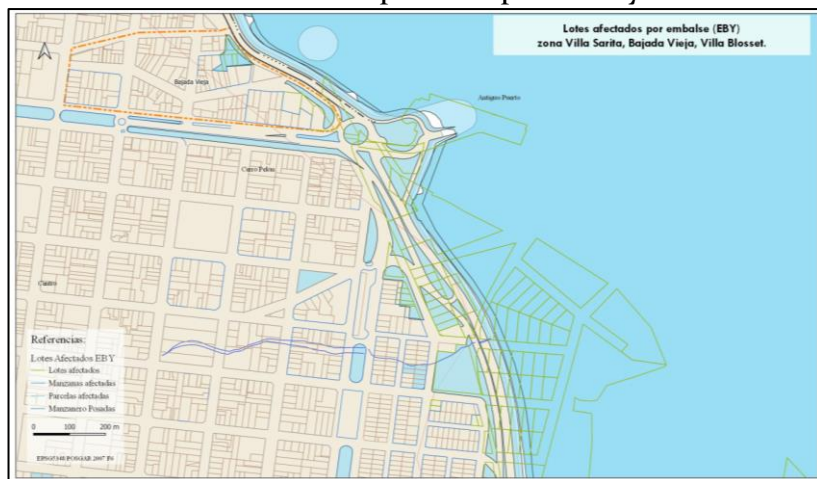 Lotes afectados por embalse (EBY)
zona Villa Sarita, Bajada Vieja, Villa Blosset.
Bajada Vieja
Antiguo Puerto
Cerro Pelon
Centro
Referencias:
Lotes Afectados EBY
Lotes afectados
Manzanas afectadas
Parcelas afectadas
Manzanero Posadas
0 100 200 m